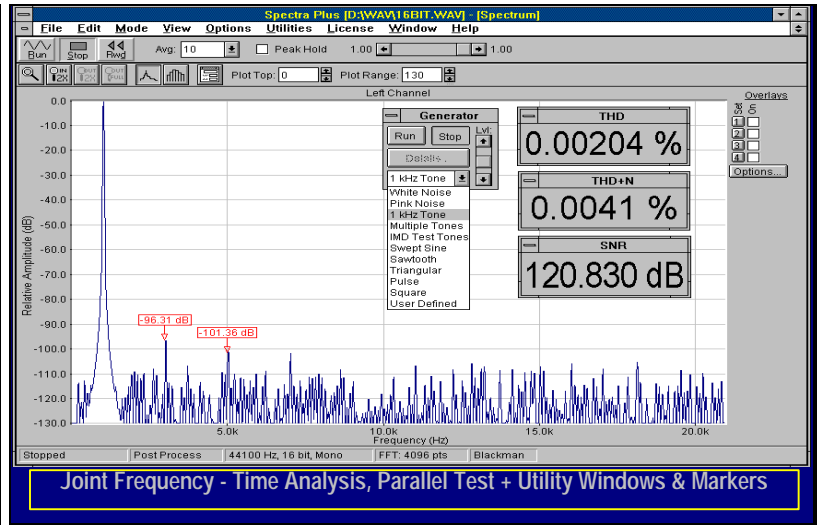 Spectra Plus [D:\WAV\16BIT.WAV] - [Spectrum]
File Edit Mode View Options Utilities License Window Help
Run Stop Rwd Avg: 10 Peak Hold 1.00 1.00
Plot Top: 0 Plot Range: 130
Left Channel
0.0
-10.0
-20.0
-30.0
-40.0
-50.0
-60.0
-70.0
-80.0
-90.0
-100.0
-110.0
-120.0
-130.0
Relative Amplitude (dB)
-96.31 dB
-101.36 dB
5.0k 10.0k 15.0k 20.0k
Frequency (Hz)
Generator
Run Stop Lvl:
Details..
1 kHz Tone
White Noise
Pink Noise
1 kHz Tone
Multiple Tones
IMD Test Tones
Swept Sine
Sawtooth
Triangular
Pulse
Square
User Defined
THD
0.00204 %
THD+N
0.0041 %
SNR
120.830 dB
Overlays
Set On
1
2
3
4
Options...
Stopped Post Process 44100 Hz, 16 bit, Mono FFT: 4096 pts Blackman
Joint Frequency - Time Analysis, Parallel Test + Utility Windows & Markers